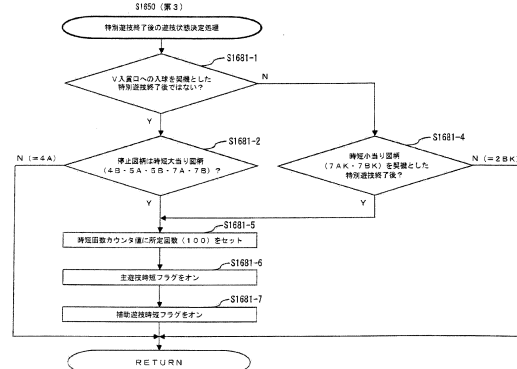 S1650 (第3)
特別遊技終了後の遊技状態決定処理
S1681-1
V入賞口への入球を契機とした
特別遊技終了後ではない?
N
Y
S1681-2
N (=4A)
停止図柄は時短大当り図柄
(4B・5A・5B・7A・7B)?
Y
S1681-4
時短小当り図柄
(7AK・7BK)を契機とした
特別遊技終了後?
N (=2BK)
Y
S1681-5
時短回数カウンタ値に所定回数(100)をセット
S1681-6
主遊技時短フラグをオン
S1681-7
補助遊技時短フラグをオン
RETURN